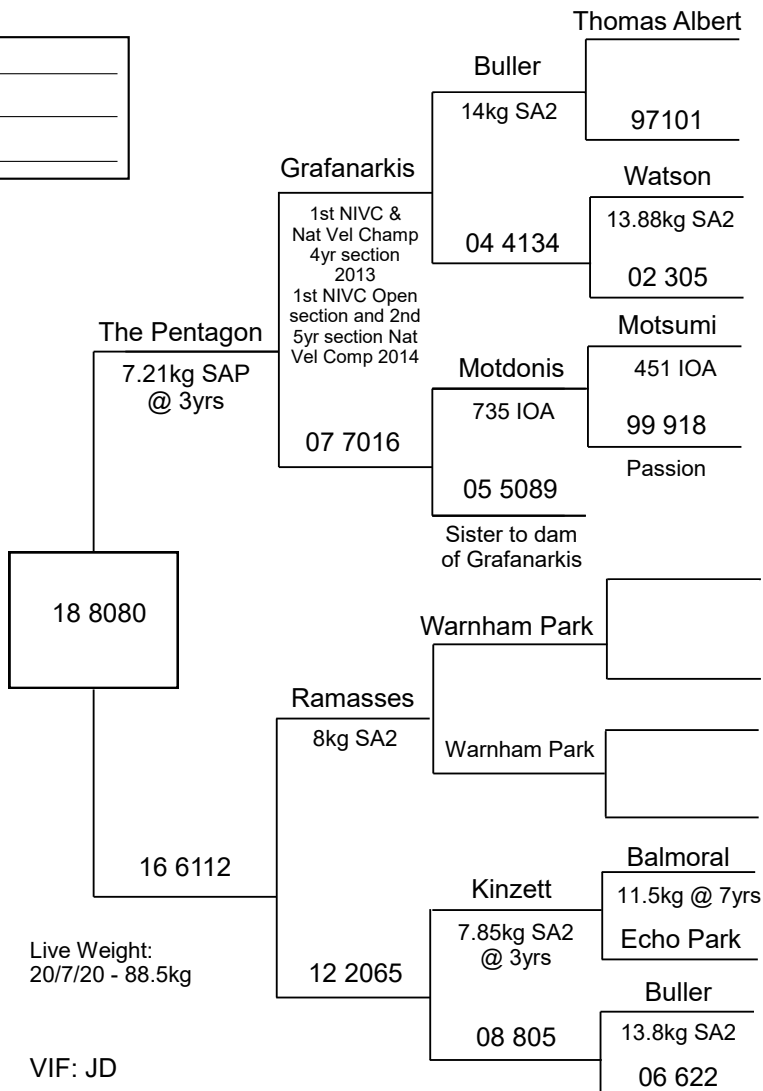 Thomas Albert
Buller
14kg SA2
97101
Grafanarkis
Watson
1st NIVC &
Nat Vel Champ
4yr section
2013
1st NIVC Open
section and 2nd
5yr section Nat
Vel Comp 2014
13.88kg SA2
04 4134
02 305
The Pentagon
Motsumi
7.21kg SAP
@ 3yrs
Motdonis
451 IOA
735 IOA
99 918
07 7016
Passion
05 5089
Sister to dam
of Grafanarkis
18 8080
Warnham Park
Ramasses
8kg SA2
Warnham Park
16 6112
Balmoral
Kinzett
11.5kg @ 7yrs
7.85kg SA2
@ 3yrs
Echo Park
Live Weight:
20/7/20 - 88.5kg
12 2065
Buller
08 805
13.8kg SA2
VIF: JD
06 622